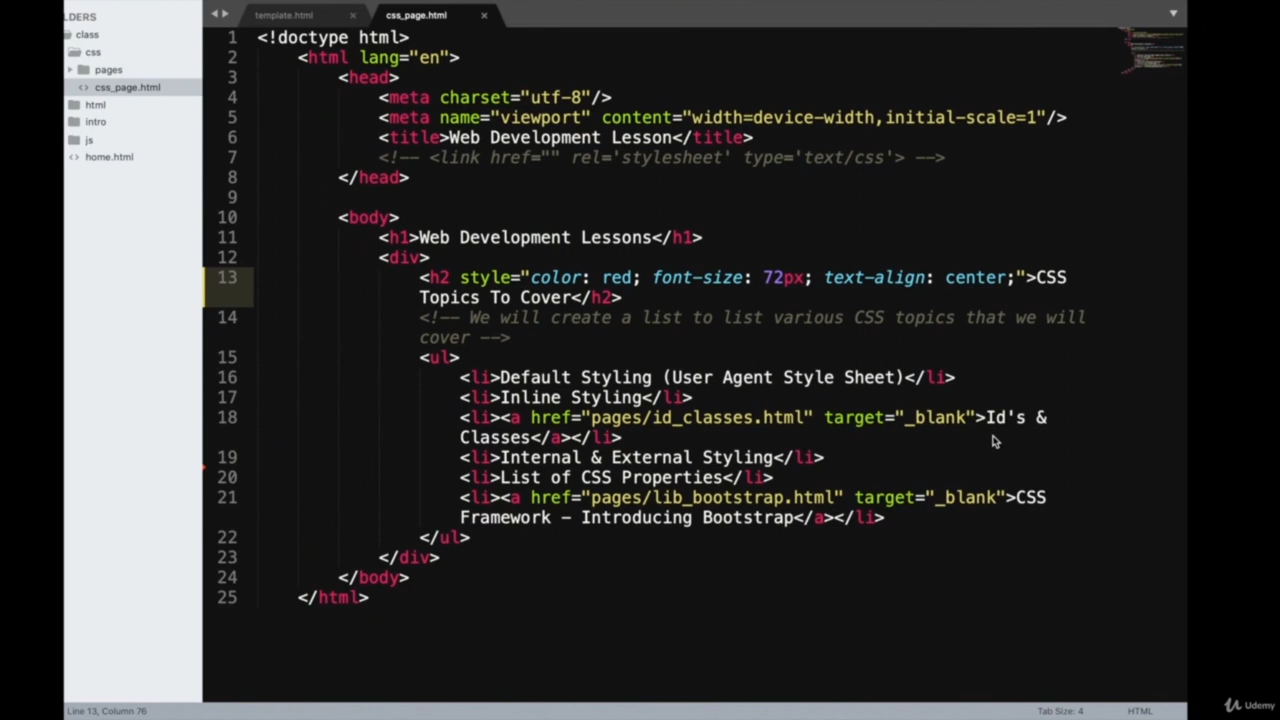 LDERS
class
css
pages
css_page.html
html
intro
js
home.html
template.html
css_page.html
1 <!doctype html>
2 <html lang="en">
3 <head>
4 <meta charset="utf-8"/>
5 <meta name="viewport" content="width=device-width,initial-scale=1"/>
6 <title>Web Development Lesson</title>
7 <!-- <link href="" rel='stylesheet' type='text/css'> -->
8 </head>
9
10 <body>
11 <h1>Web Development Lessons</h1>
12 <div>
13 <h2 style="color: red; font-size: 72px; text-align: center;">CSS
Topics To Cover</h2>
14 <!-- We will create a list to list various CSS topics that we will
cover -->
15 <ul>
16 <li>Default Styling (User Agent Style Sheet)</li>
17 <li>Inline Styling</li>
18 <li><a href="pages/id_classes.html" target="_blank">Id's &
Classes</a></li>
19 <li>Internal & External Styling</li>
20 <li>List of CSS Properties</li>
21 <li><a href="pages/lib_bootstrap.html" target="_blank">CSS
Framework - Introducing Bootstrap</a></li>
22 </ul>
23 </div>
24 </body>
25 </html>
Line 13, Column 76
Tab Size: 4
HTML
Udemy